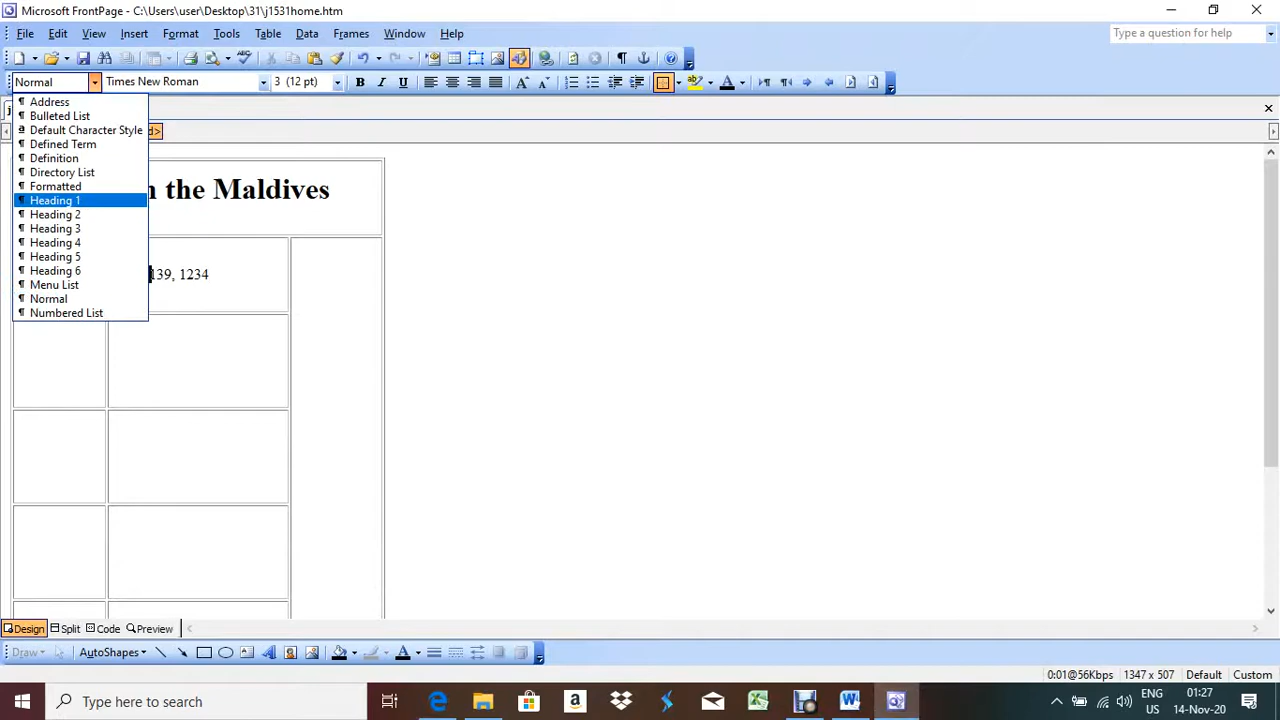 Microsoft FrontPage - C:\Users\user\Desktop\31\j1531home.htm
File Edit View Insert Format Tools Table Data Frames Window Help
Type a question for help
Normal
Times New Roman
3 (12 pt)
B I U
A A
Address
Bulleted List
Default Character Style
Defined Term
Definition
Directory List
Formatted
Heading 1
Heading 2
Heading 3
Heading 4
Heading 5
Heading 6
Menu List
Normal
Numbered List
d>
n the Maldives
139, 1234
Design Split Code Preview
Draw AutoShapes
0:01@56Kbps 1347 x 507 Default Custom
Type here to search
ENG
US
01:27
14-Nov-20